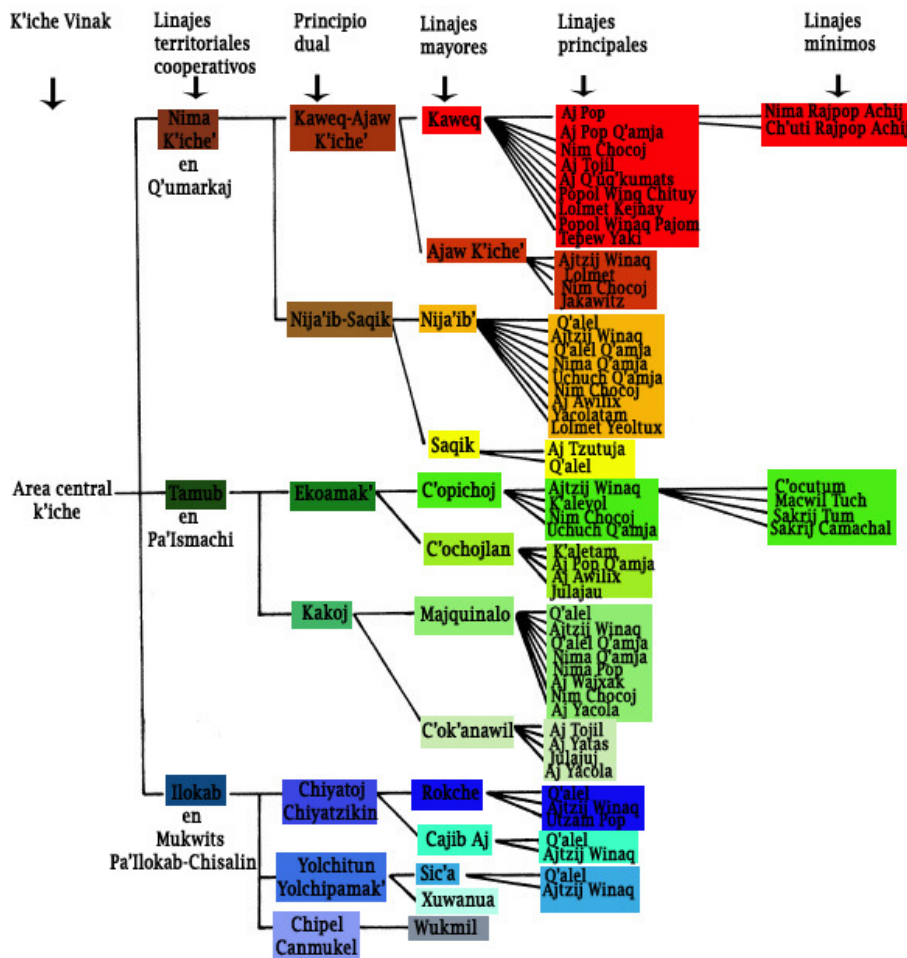 K'iche Vinak
Linajes
territoriales
cooperativos
Principio
dual
Linajes
mayores
Linajes
principales
Linajes
mínimos
Nima
K'iche'
en
Q'umarkaj
Kaweq-Ajaw
K'iche'
Kaweq
Aj Pop
Aj Pop Q'amja
Nim Chocoj
Aj Tojil
Aj Q'uq'kumats
Popol Winq Chituy
Lolmet Kejnay
Popol Winaq Pajom
Tepew Yaki
Nima Rajpop Achij
Ch'uti Rajpop Achij
Ajaw K'iche'
Ajtzij Winaq
Lolmet
Nim Chocoj
Jakawitz
Nija'ib-Saqik
Nija'ib'
Q'alel
Ajtzij Winaq
Q'alel Q'amja
Nima Q'amja
Uchuch Q'amja
Nim Chocoj
Aj Awilix
Yacolatam
Lolmet Yeoltux
Saqik
Aj Tzutuja
Q'alel
Area central
k'iche
Tamub
en
Pa'Ismachi
Ekoamak'
C'opichoj
Ajtzij Winaq
K'aleyol
Nim Chocoj
Uchuch Q'amja
C'ocutum
Macwil Tuch
Sakrij Tum
Sakrij Camachal
C'ochojlan
K'aletam
Aj Pop Q'amja
Aj Awilix
Julajau
Kakoj
Majquinalo
Q'alel
Ajtzij Winaq
Q'alel Q'amja
Nima Q'amja
Nima Pop
Aj Wajxak
Nim Chocoj
Aj Yacola
C'ok'anawil
Aj Tojil
Aj Yatas
Julajuj
Aj Yacola
Ilokab
en
Mukwits
Pa'Ilokab-Chisalin
Chiyatoj
Chiyatzikin
Rokche
Q'alel
Ajtzij Winaq
Utzam Pop
Cajib Aj
Q'alel
Ajtzij Winaq
Yolchitun
Yolchipamak'
Sic'a
Q'alel
Ajtzij Winaq
Xuwanua
Chipel
Canmukel
Wukmil